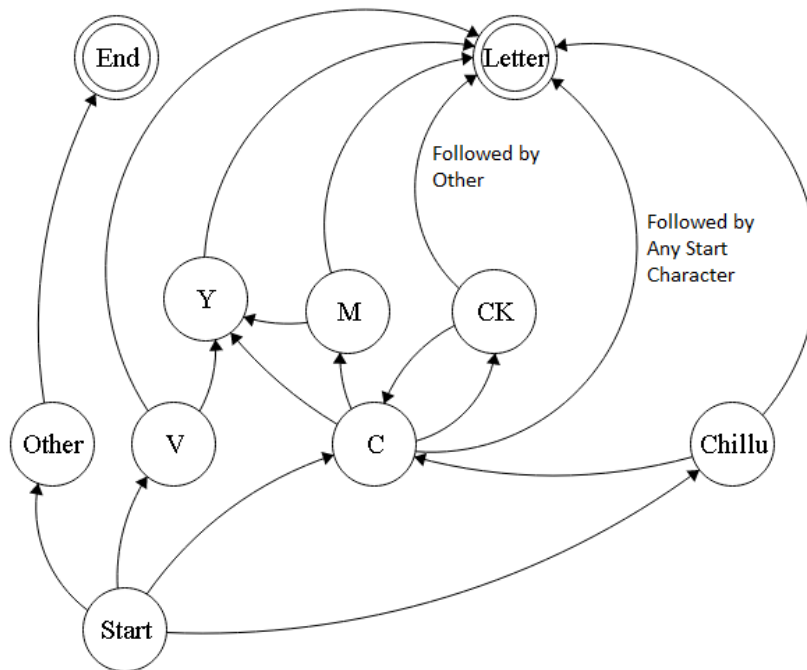 End
Letter
Followed by
Other
Followed by
Any Start
Character
Y
M
CK
Other
V
C
Chillu
Start